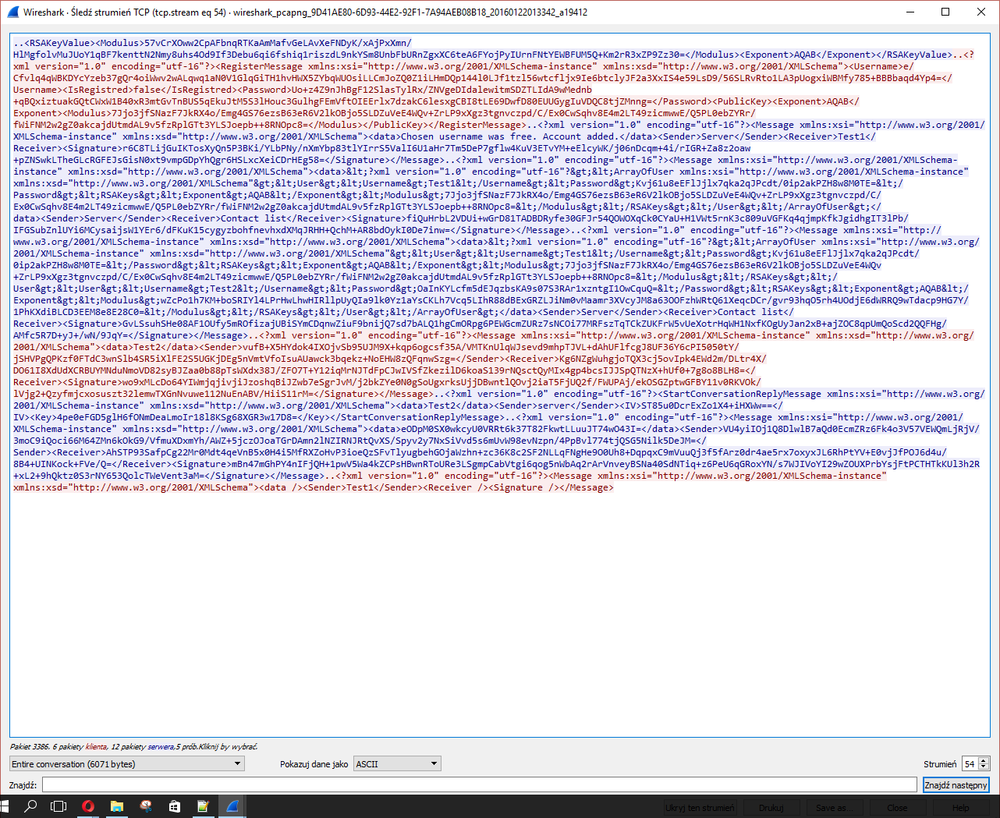 Wireshark · Śledź strumień TCP (tcp.stream eq 54) · wireshark_pcapng_9D41AE80-6D93-44E2-92F1-7A94AEB08B18_20160122013342_a19412
..<RSAKeyValue><Modulus>57vCrXOww2CpAFbnqRTKaAmMafvGeLAvXeFNDyK/xAjPxXmn/
HlMgfolvMuJUoY1qBF7kenttN2Nmy8uhs4Od9If3Debu6qi6fshiq1riszdL9nkYSm8UnbFbURnZgxXC6teA6FYojPyIUrnFNtYEWBFUM5Q+Km2rR3xZP9Zz30=</Modulus><Exponent>AQAB</Exponent></RSAKeyValue>..<?
xml version="1.0" encoding="utf-16"?><RegisterMessage xmlns:xsi="http://www.w3.org/2001/XMLSchema-instance" xmlns:xsd="http://www.w3.org/2001/XMLSchema"><Username>e/
Cfvlq4qWBKDYcYzeb37gQr4oiWwv2wALqwq1aN0V1GlqGiTH1hvHWX5ZYbqWUOsiLLCmJoZQ0Z1iLHmDQp144l0LJf1tzl56wtcfljx9Ie6btclyJF2a3XxIS4e59LsD9/56SLRvRto1LA3pUogxiWBMfy785+BBBbaqd4Yp4=</
Username><IsRegistred>false</IsRegistred><Password>Uo+z4Z9nJhBgF12SlasTylRx/ZNVgeDIdalewitmSDZTLIdA9wMednb
+qBQxiztuakGQtCWxW1B40xR3mtGvTnBUS5qEkuJtM5S3lHouc3GulhgFEmVftOIEErlx7dzakC6lesxgCBI8tLE69DwfD80EUUGygIuVDQC8tjZMnng=</Password><PublicKey><Exponent>AQAB</
Exponent><Modulus>7Jjo3jfSNazF7JkRX4o/Emg4GS76ezsB63eR6V2lkOBjo5SLDZuVeE4WQv+ZrLP9xXgz3tgnvczpd/C/Ex0CwSqhv8E4m2LT49zicmwwE/Q5PL0ebZYRr/
fWiFNM2w2gZ0akcajdUtmdAL9v5fzRplGTt3YLSJoepb++8RNOpc8=</Modulus></PublicKey></RegisterMessage>..<?xml version="1.0" encoding="utf-16"?><Message xmlns:xsi="http://www.w3.org/2001/
XMLSchema-instance" xmlns:xsd="http://www.w3.org/2001/XMLSchema"><data>Chosen username was free. Account added.</data><Sender>Server</Sender><Receiver>Test1</
Receiver><Signature>r6C8TLijGuIKTosXyQn5P3BKi/YLbPNy/nXmYbp83tlYIrrS5ValI6U1aHr7Tm5DeP7gflw4KuV3ETvYM+eElcyWK/j06nDcqm+4i/rIGR+Za8z2oaw
+pZNSwkLTheGLcRGFEJsGisN0xt9vmpGDpYhQgr6HSLxcXeiCDrHEg58=</Signature></Message>..<?xml version="1.0" encoding="utf-16"?><Message xmlns:xsi="http://www.w3.org/2001/XMLSchema-
instance" xmlns:xsd="http://www.w3.org/2001/XMLSchema"><data>&lt;?xml version="1.0" encoding="utf-16"?&gt;&lt;ArrayOfUser xmlns:xsi="http://www.w3.org/2001/XMLSchema-instance"
xmlns:xsd="http://www.w3.org/2001/XMLSchema"&gt;&lt;User&gt;&lt;Username&gt;Test1&lt;/Username&gt;&lt;Password&gt;Kvj61u8eEFlJjlx7qka2qJPcdt/0ip2akPZH8w8M0TE=&lt;/
Password&gt;&lt;RSAKeys&gt;&lt;Exponent&gt;AQAB&lt;/Exponent&gt;&lt;Modulus&gt;7Jjo3jfSNazF7JkRX4o/Emg4GS76ezsB63eR6V2lkOBjo5SLDZuVeE4WQv+ZrLP9xXgz3tgnvczpd/C/
Ex0CwSqhv8E4m2LT49zicmwwE/Q5PL0ebZYRr/fWiFNM2w2gZ0akcajdUtmdAL9v5fzRplGTt3YLSJoepb++8RNOpc8=&lt;/Modulus&gt;&lt;/RSAKeys&gt;&lt;/User&gt;&lt;/ArrayOfUser&gt;</
data><Sender>Server</Sender><Receiver>Contact list</Receiver><Signature>fiQuHrbL2VDUi+wGrD81TADBDRyfe30GFJr54QOWOXqCk0CYaU+H1VWt5rnK3c809uVGFKq4qjmpKfkJgidhgIT3lPb/
IFGSubZnlUYi6MCysaijsW1YEr6/dFKuK15cygyzbohfnevhxdXMqJRHH+QchM+AR8bdOykI0De7inw=</Signature></Message>..<?xml version="1.0" encoding="utf-16"?><Message xmlns:xsi="http://
www.w3.org/2001/XMLSchema-instance" xmlns:xsd="http://www.w3.org/2001/XMLSchema"><data>&lt;?xml version="1.0" encoding="utf-16"?&gt;&lt;ArrayOfUser xmlns:xsi="http://www.w3.org/
2001/XMLSchema-instance" xmlns:xsd="http://www.w3.org/2001/XMLSchema"&gt;&lt;User&gt;&lt;Username&gt;Test1&lt;/Username&gt;&lt;Password&gt;Kvj61u8eEFlJjlx7qka2qJPcdt/
0ip2akPZH8w8M0TE=&lt;/Password&gt;&lt;RSAKeys&gt;&lt;Exponent&gt;AQAB&lt;/Exponent&gt;&lt;Modulus&gt;7Jjo3jfSNazF7JkRX4o/Emg4GS76ezsB63eR6V2lkOBjo5SLDZuVeE4WQv
+ZrLP9xXgz3tgnvczpd/C/Ex0CwSqhv8E4m2LT49zicmwwE/Q5PL0ebZYRr/fWiFNM2w2gZ0akcajdUtmdAL9v5fzRplGTt3YLSJoepb++8RNOpc8=&lt;/Modulus&gt;&lt;/RSAKeys&gt;&lt;/
User&gt;&lt;User&gt;&lt;Username&gt;Test2&lt;/Username&gt;&lt;Password&gt;OaInKYLcfm5dEJqzbsKA9s07S3RAr1xzntgI1OwCquQ=&lt;/Password&gt;&lt;RSAKeys&gt;&lt;Exponent&gt;AQAB&lt;/
Exponent&gt;&lt;Modulus&gt;wZcPo1h7KM+boSRIYl4LPrHwLhwHIRllpUyQIa9lk0Yz1aYsCKLh7Vcq5LIhR88dBExGRZLJiNm0vMaamr3XVcyJM8a63OOFzhWRtQ61XeqcDCr/gvr93hqO5rh4UOdjE6dWRRQ9wTdacp9HG7Y/
1PhKXdiBLCD3EEM8e8E28C0=&lt;/Modulus&gt;&lt;/RSAKeys&gt;&lt;/User&gt;&lt;/ArrayOfUser&gt;</data><Sender>Server</Sender><Receiver>Contact list</
Receiver><Signature>GvLSsuhSHe08AF1OUfy5mROfizajUBiSYmCDqnwZiuF9bnijQ7sd7bALQ1hgCmORpg6PEWGcmZURz7sNCOi77MRFszTqTCkZUKFrW5vUeXotrHqWH1NxfKOgUyJan2xB+ajZOC8qpUmQoScd2QQFHg/
AMfc5R7D+yJ+/wN/9JqY=</Signature></Message>..<?xml version="1.0" encoding="utf-16"?><Message xmlns:xsi="http://www.w3.org/2001/XMLSchema-instance" xmlns:xsd="http://www.w3.org/
2001/XMLSchema"><data>Test2</data><Sender>vufB+X5HYdok4IXOjvSb95UJM9X+kqp6ogcsf35A/VMTKnUlqWJsevd9mhpTJVL+dAhUFlfcgJ8UF36Y6cPI5050tY/
jSHVPgQPKzf0FTdC3wnSlb4SR5iXlFE2S5UGKjDEg5nVmtVfoIsuAUawck3bqekz+NoEHW8zQFqnwSzg=</Sender><Receiver>Kg6NZgWuhgjoTQX3cj5ovIpk4EWd2m/DLtr4X/
DO61I8XdUdXCRBUYMNduNmoVD82syBJZaa0b88pTsWXdx38J/ZFO7T+Y12iqMrNJTdfpCJwIVSfZkezilD6koaS139rNQsctQyMIx4gp4bcsIJJSpQTNzX+hUf0+7g8o8BLH8=</
Receiver><Signature>wo9xMLcDo64YIWmjqjivjiJzoshqBiJZwb7eSgrJvM/j2bkZYe0N0gSoUgxrksUjjDBwntlQOvj2iaT5FjUQ2f/FWUPAj/ekOSGZptwGFBY11v0RKVOk/
lVjg2+Qzyfmjcxosuszt32lemwTXGnNvuwe112NuEnABV/HiiS11rM=</Signature></Message>..<?xml version="1.0" encoding="utf-16"?><StartConversationReplyMessage xmlns:xsi="http://www.w3.org/
2001/XMLSchema-instance" xmlns:xsd="http://www.w3.org/2001/XMLSchema"><data>Test2</data><Sender>server</Sender><IV>ST85u0DcrExZo1X4+iHXWw==</
IV><Key>4pe0eFGD5glH6fONmDeaLmoIr18l8KSg68XGR3w17D8=</Key></StartConversationReplyMessage>..<?xml version="1.0" encoding="utf-16"?><Message xmlns:xsi="http://www.w3.org/2001/
XMLSchema-instance" xmlns:xsd="http://www.w3.org/2001/XMLSchema"><data>eODpM0SX0wkcyU0VRRt6k37T82FkwtLLuuJT74wO43I=</data><Sender>VU4yiIOj1Q8DlwlB7aQd0EcmZRz6Fk4o3V57VEWQmLjRjV/
3moC9iQoci66M64ZMn6kOkG9/VfmuXDxmYh/AWZ+5jczOJoaTGrDAmn2lNZIRNJRtQvXS/Spyv2y7NxSiVvd5s6mUvW98evNzpn/4PpBvl774tjQSG5Nilk5DeJM=</
Sender><Receiver>AhSTP93SafpCg22Mr0Mdt4qeVnB5x0H4i5MfRXZoHvP3ioeQzSFvTlyugbehGOjaWzhn+zc36K8c2SF2NLLqFNgHe9O0Uh8+DqpqxC9mVuuQj3f5fArz0dr4ae5rx7oxyxJL6RhPtYV+E0vjJfPOJ6d4u/
8B4+UINKock+FVe/Q=</Receiver><Signature>mBn47mGhPY4nIFjQH+1pwV5Wa4kZCPsHBwnRToURe3LSgmpCabVtgi6qog5nWbAq2rArVnveyBSNa40SdNTiq+z6PeU6qGRoxYN/s7WJIVoYI29wZOUXPrbYsjFtPCTHTkKUl3h2R
+xL2+9hQktz0S3rNY653QolcTWeVent3aM=</Signature></Message>..<?xml version="1.0" encoding="utf-16"?><Message xmlns:xsi="http://www.w3.org/2001/XMLSchema-instance"
xmlns:xsd="http://www.w3.org/2001/XMLSchema"><data /><Sender>Test1</Sender><Receiver /><Signature /></Message>
Pakiet 3386. 6 pakiety klienta, 12 pakiety serwera,5 prób.Kliknij by wybrać.
Entire conversation (6071 bytes)
Pokazuj dane jako
ASCII
Strumień
54
Znajdź:
Znajdź następny
Ukryj ten strumień
Drukuj
Save as...
Close
Help